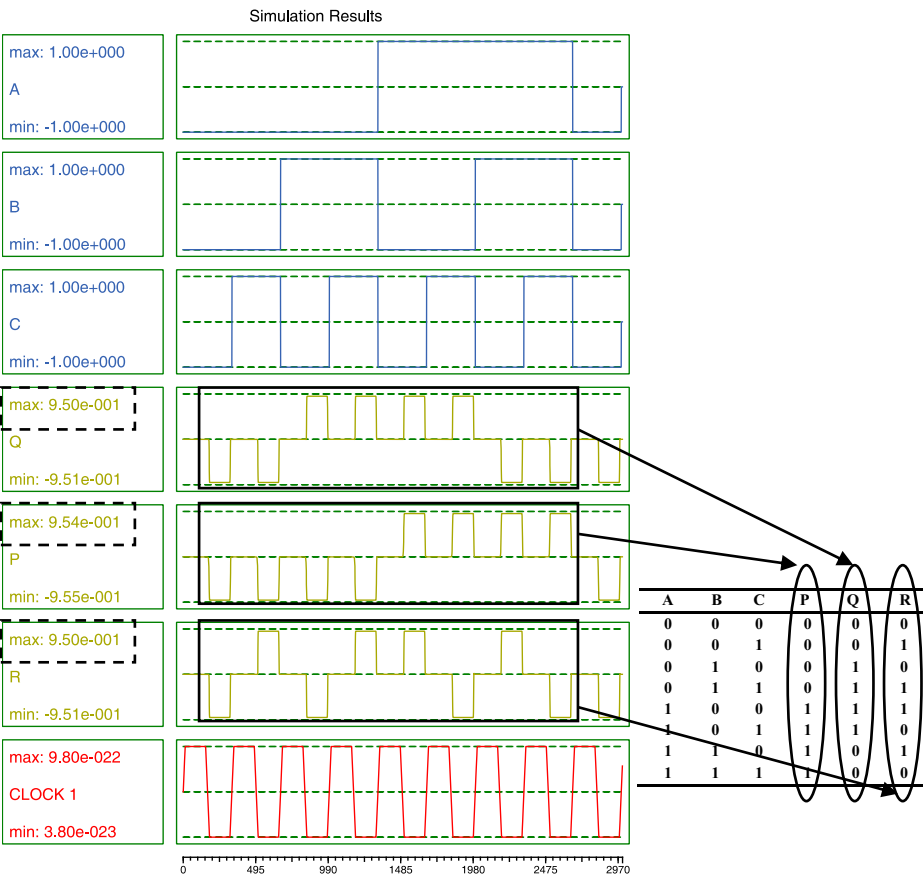 Simulation Results
max: 1.00e+000
A
min: -1.00e+000
max: 1.00e+000
B
min: -1.00e+000
max: 1.00e+000
C
min: -1.00e+000
max: 9.50e-001
Q
min: -9.51e-001
max: 9.54e-001
P
min: -9.55e-001
max: 9.50e-001
R
min: -9.51e-001
max: 9.80e-022
CLOCK 1
min: 3.80e-023
0 495 990 1485 1980 2475 2970
A B C P Q R
0 0 0 0 0 0
0 0 1 0 0 1
0 1 0 0 1 0
0 1 1 0 1 1
1 0 0 1 1 1
1 0 1 1 1 0
1 1 0 1 0 1
1 1 1 1 0 0